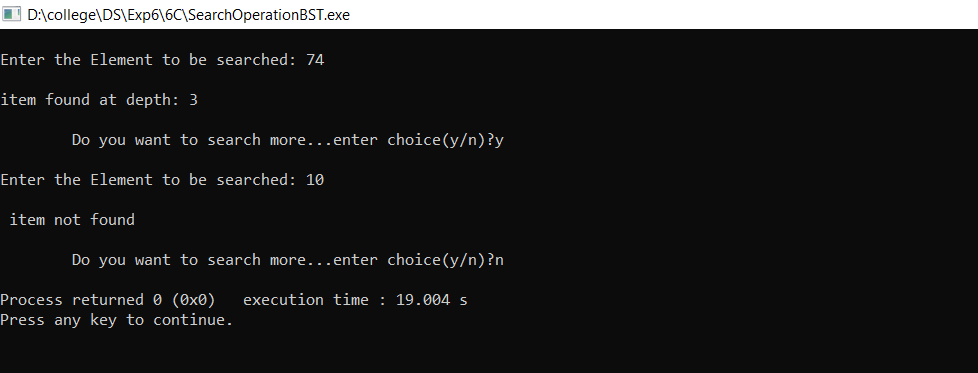 D:\college\DS\Exp6\6C\SearchOperationBST.exe
Enter the Element to be searched: 74
item found at depth: 3
Do you want to search more...enter choice(y/n)?y
Enter the Element to be searched: 10
item not found
Do you want to search more...enter choice(y/n)?n
Process returned 0 (0x0)   execution time : 19.004 s
Press any key to continue.